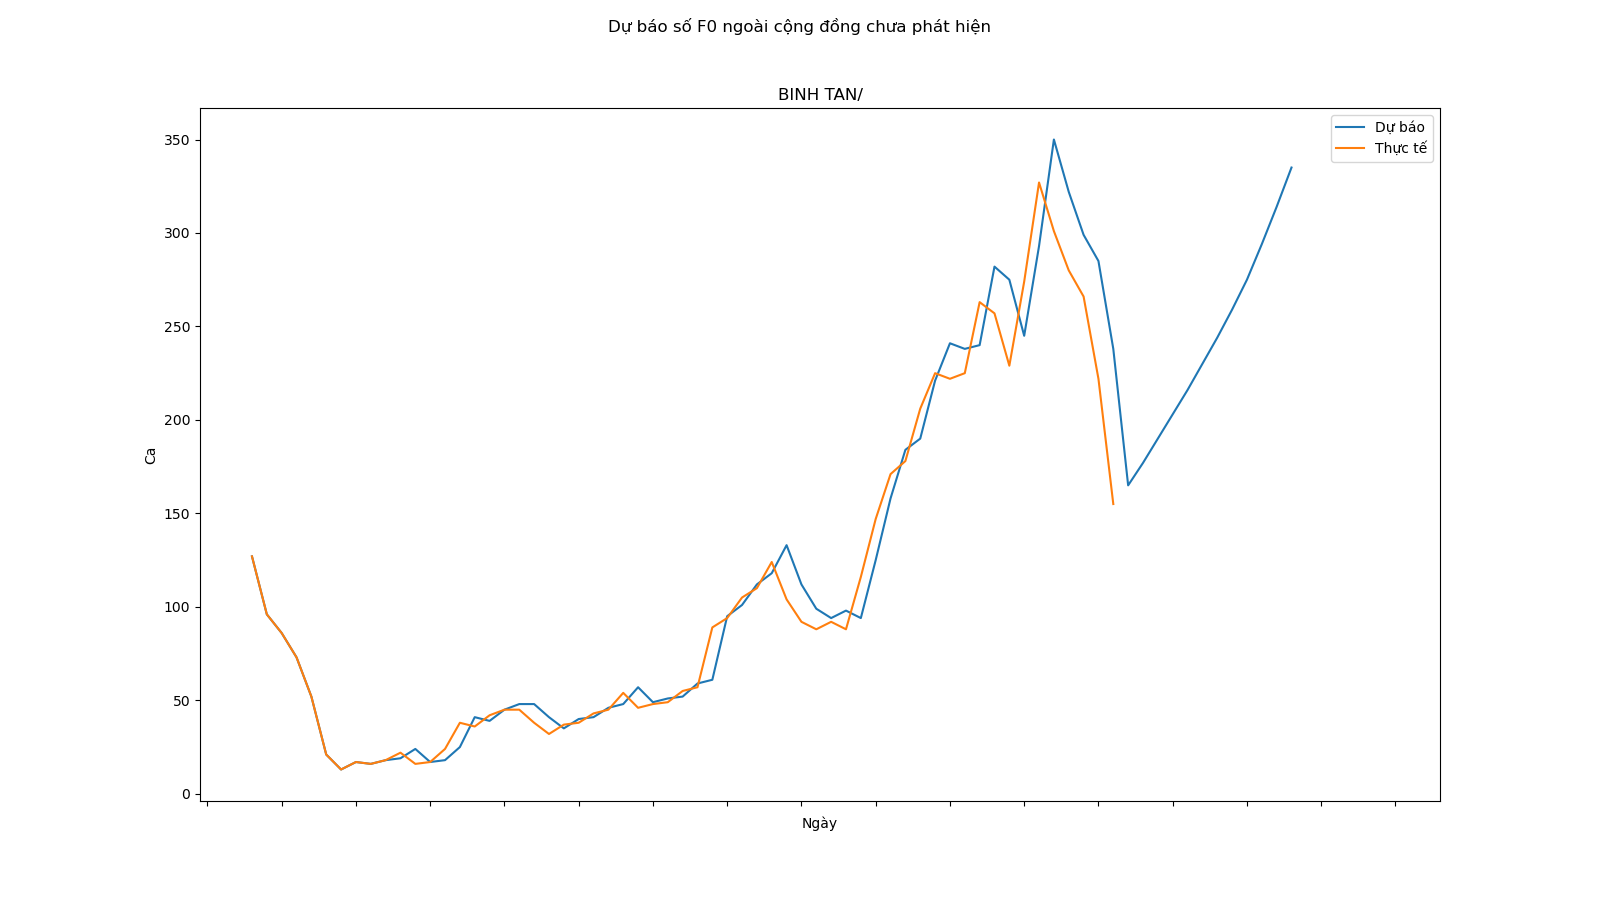 Dự báo số F0 ngoài cộng đồng chưa phát hiện
BINH TAN/
Dự báo
Thực tế
350
300
250
200
150
100
50
0
Ca
Ngày